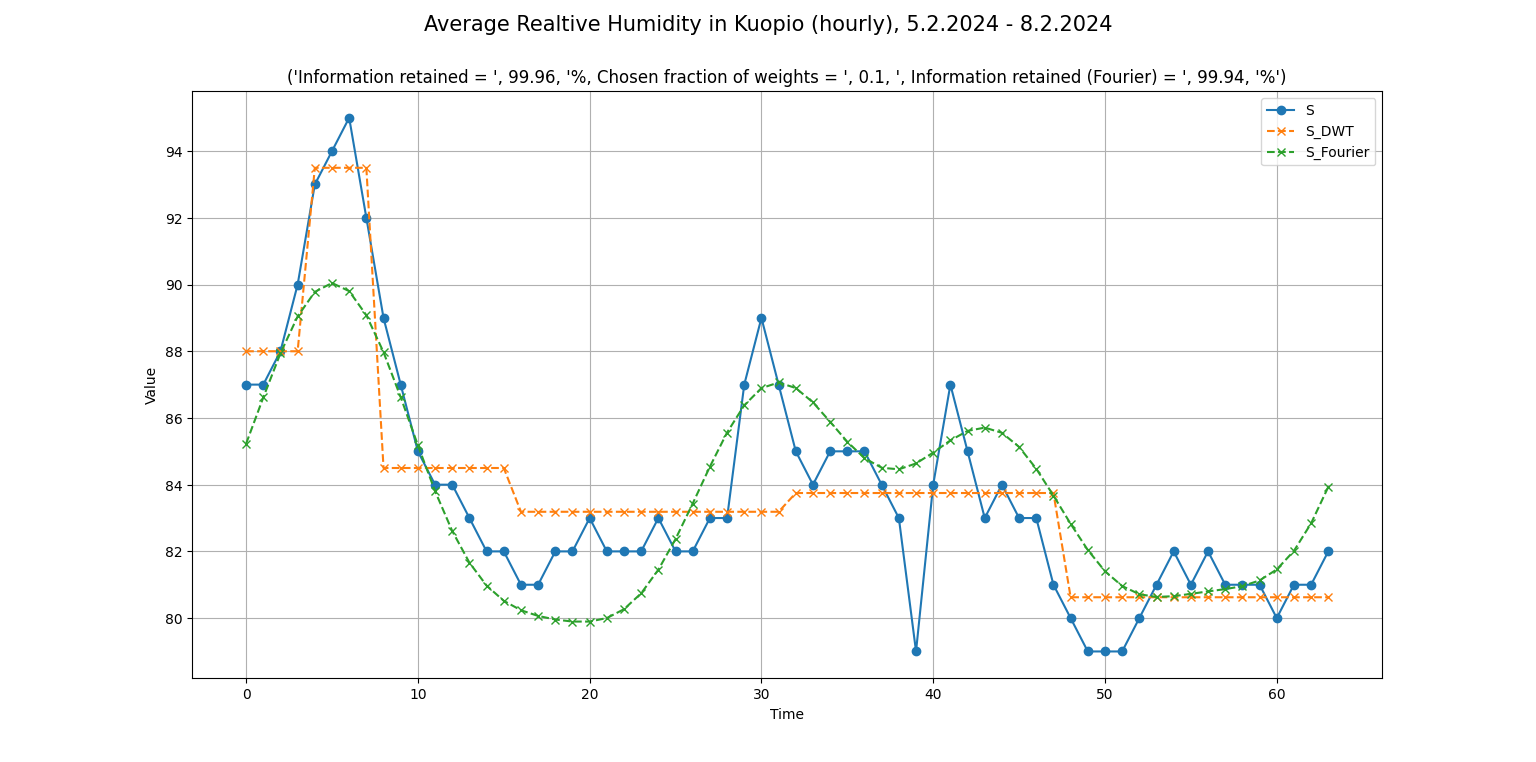 Average Realtive Humidity in Kuopio (hourly), 5.2.2024 - 8.2.2024
('Information retained = ', 99.96, '%, Chosen fraction of weights = ', 0.1, ', Information retained (Fourier) = ', 99.94, '%')
S
S_DWT
S_Fourier
94
92
90
88
86
84
82
80
Value
0 10 20 30 40 50 60
Time